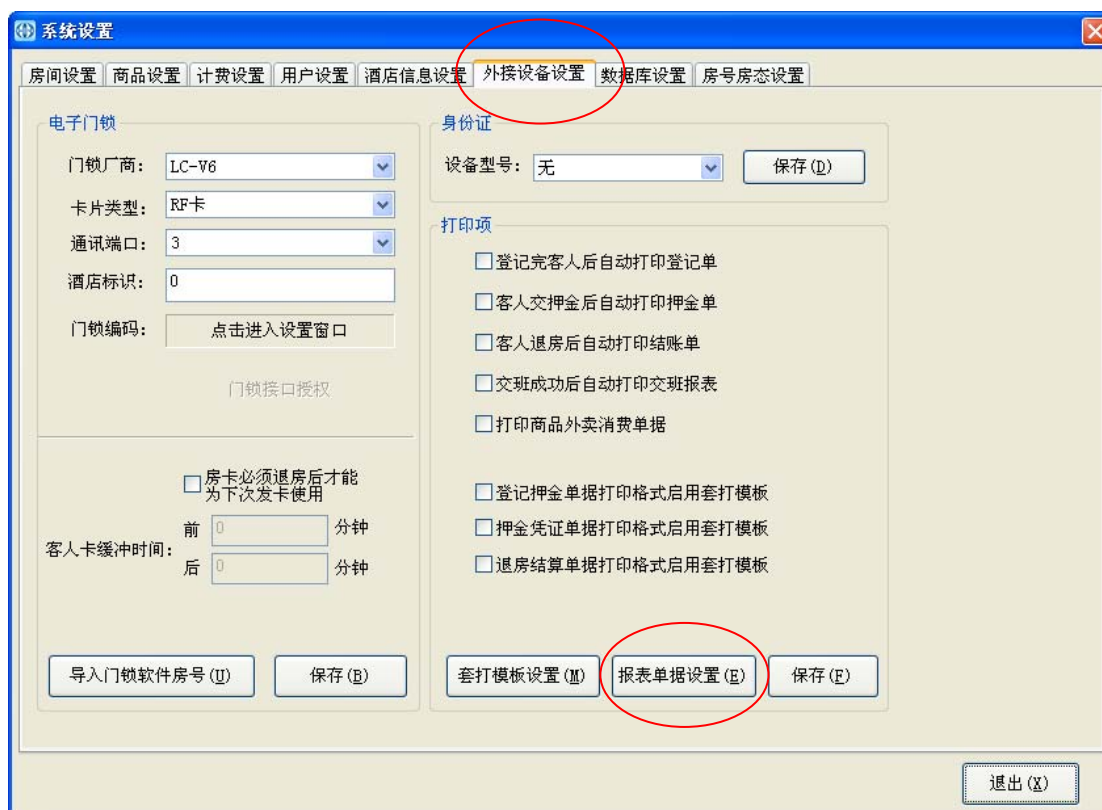 系统设置
房间设置 商品设置 计费设置 用户设置 酒店信息设置 外接设备设置 数据库设置 房号房态设置
电子门锁
门锁厂商: LC-V6
卡片类型: RF卡
通讯端口: 3
酒店标识: 0
门锁编码: 点击进入设置窗口
门锁接口授权
房卡必须退房后才能
为下次发卡使用
客人卡缓冲时间:
前 0 分钟
后 0 分钟
导入门锁软件房号(U) 保存(B)
身份证
设备型号: 无 保存(D)
打印项
登记完客人后自动打印登记单
客人交押金后自动打印押金单
客人退房后自动打印结账单
交班成功后自动打印交班报表
打印商品外卖消费单据
登记押金单据打印格式启用套打模板
押金凭证单据打印格式启用套打模板
退房结算单据打印格式启用套打模板
套打模板设置(M) 报表单据设置(E) 保存(F)
退出(X)